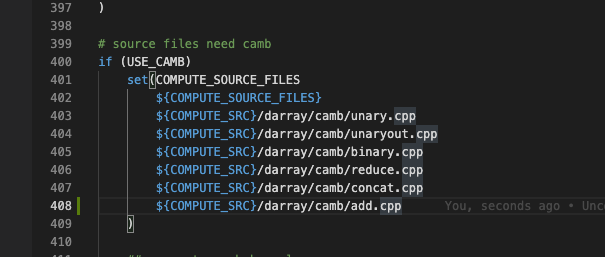 397 )
398
399 # source files need camb
400 if (USE_CAMB)
401 set(COMPUTE_SOURCE_FILES
402 ${COMPUTE_SOURCE_FILES}
403 ${COMPUTE_SRC}/darray/camb/unary.cpp
404 ${COMPUTE_SRC}/darray/camb/unaryout.cpp
405 ${COMPUTE_SRC}/darray/camb/binary.cpp
406 ${COMPUTE_SRC}/darray/camb/reduce.cpp
407 ${COMPUTE_SRC}/darray/camb/concat.cpp
408 ${COMPUTE_SRC}/darray/camb/add.cpp You, seconds ago • Unc
409 )
410